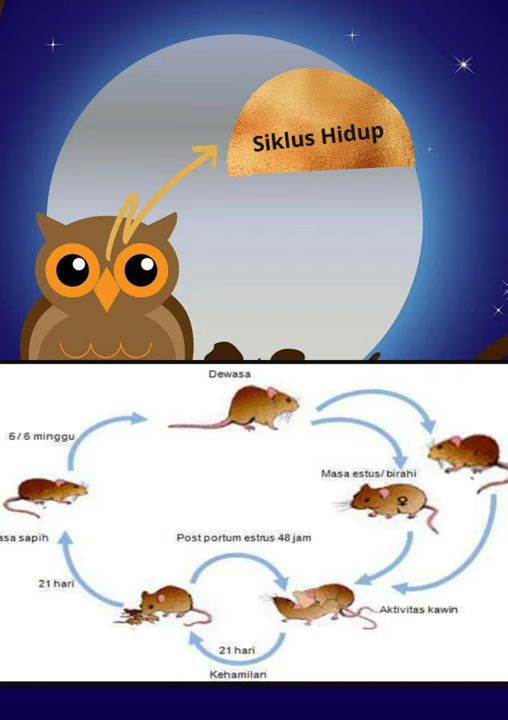 Siklus Hidup
Dewasa
5/6 minggu
Masa estus/birahi
asa sapih
Post portum estrus 48 jam
21 hari
Aktivitas kawin
21 hari
Kehamilan